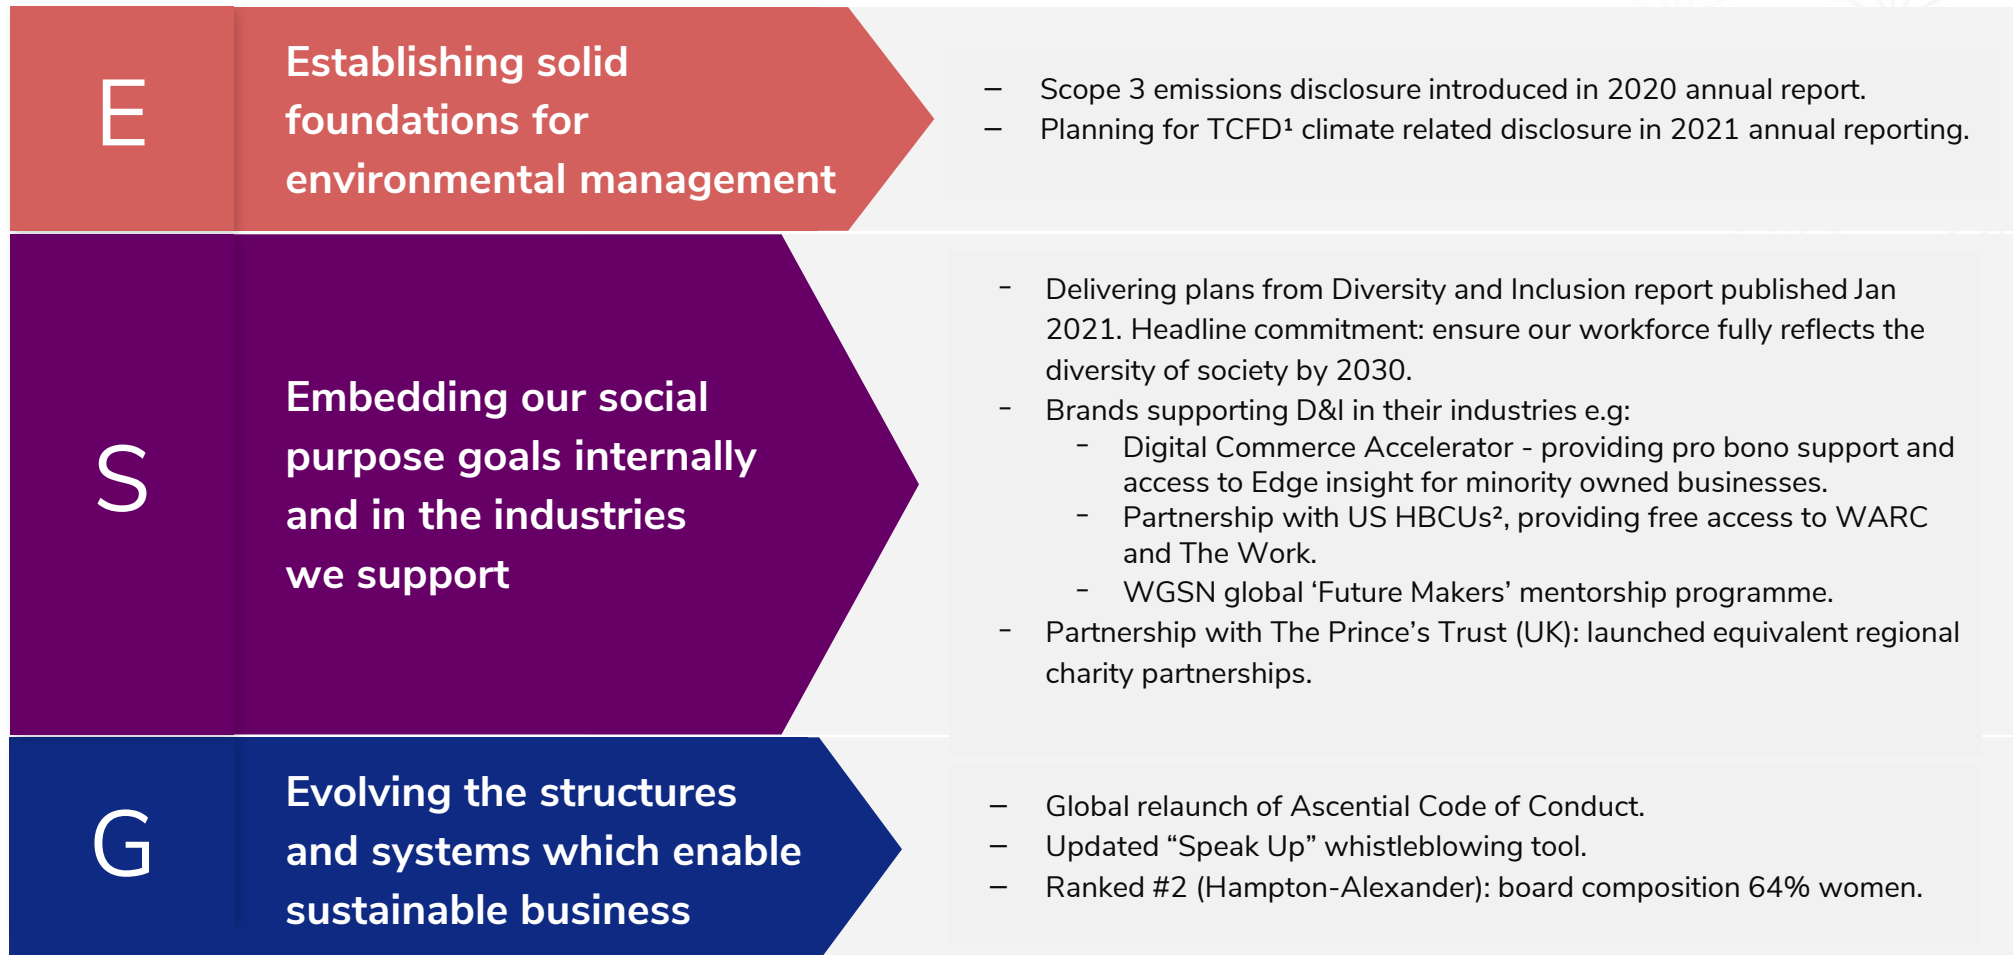 E
Establishing solid
foundations for
environmental management
– Scope 3 emissions disclosure introduced in 2020 annual report.
– Planning for TCFD¹ climate related disclosure in 2021 annual reporting.
S
Embedding our social
purpose goals internally
and in the industries
we support
- Delivering plans from Diversity and Inclusion report published Jan
2021. Headline commitment: ensure our workforce fully reflects the
diversity of society by 2030.
- Brands supporting D&I in their industries e.g:
- Digital Commerce Accelerator - providing pro bono support and
access to Edge insight for minority owned businesses.
- Partnership with US HBCUs², providing free access to WARC
and The Work.
- WGSN global ‘Future Makers’ mentorship programme.
- Partnership with The Prince’s Trust (UK): launched equivalent regional
charity partnerships.
G
Evolving the structures
and systems which enable
sustainable business
– Global relaunch of Ascential Code of Conduct.
– Updated “Speak Up” whistleblowing tool.
– Ranked #2 (Hampton-Alexander): board composition 64% women.